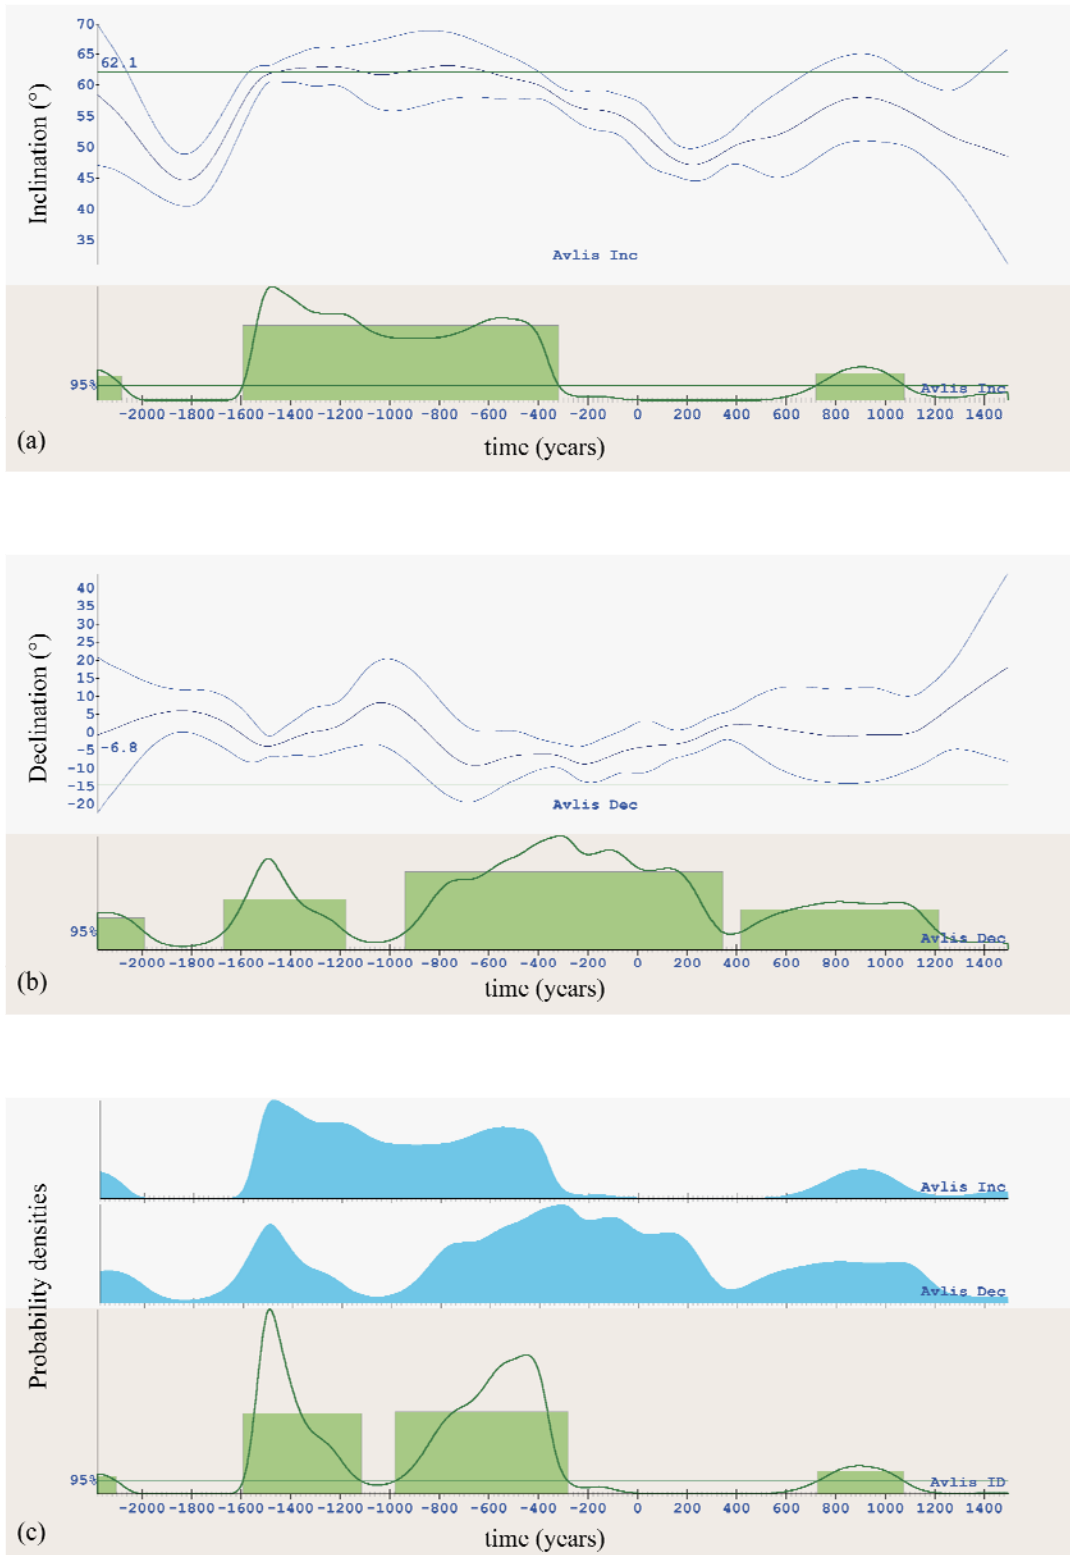 70
65
62.1
60
55
50
45
40
35
Inclination (°)
Avlis Inc
95%
Avlis Inc
-2000 -1800 -1600 -1400 -1200 -1000 -800 -600 -400 -200 0 200 400 600 800 1000 1200 1400
(a)
time (years)
40
35
30
25
20
15
10
5
0
-5
-6.8
-10
-15
-20
Declination (°)
Avlis Dec
95%
Avlis Dec
-2000 -1800 -1600 -1400 -1200 -1000 -800 -600 -400 -200 0 200 400 600 800 1000 1200 1400
(b)
time (years)
Probability densities
Avlis Inc
Avlis Dec
95%
Avlis ID
-2000 -1800 -1600 -1400 -1200 -1000 -800 -600 -400 -200 0 200 400 600 800 1000 1200 1400
(c)
time (years)